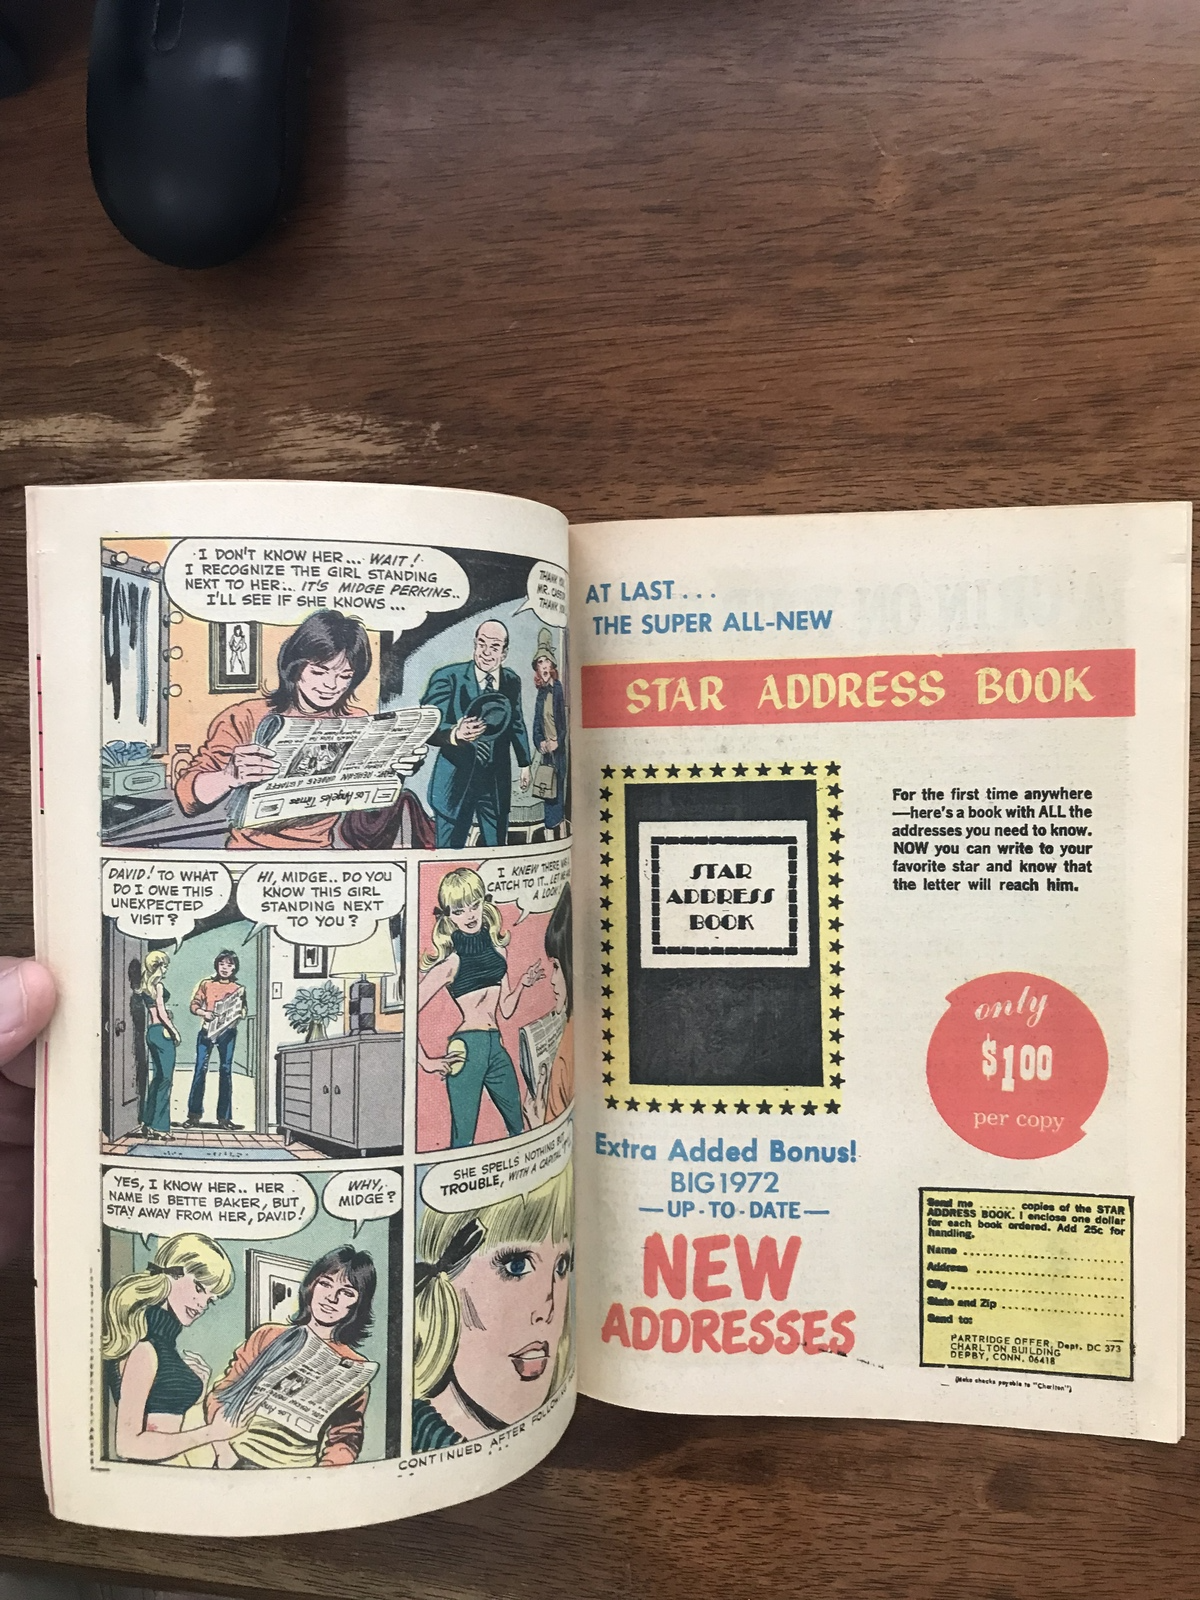 I DON'T KNOW HER... WAIT!
I RECOGNIZE THE GIRL STANDING
NEXT TO HER... IT'S MIDGE PERKINS..
I'LL SEE IF SHE KNOWS ...
THANK YOU,
MR.
THANK YOU
Los Angeles Times
DAVID! TO WHAT
DO I OWE THIS
UNEXPECTED
VISIT?
HI, MIDGE.. DO YOU
KNOW THIS GIRL
STANDING NEXT
TO YOU?
I KNEW THERE WAS A
CATCH TO IT.. LET ME
A LOOK!
YES, I KNOW HER.. HER
NAME IS BETTE BAKER, BUT
STAY AWAY FROM HER, DAVID!
WHY,
MIDGE?
SHE SPELLS NOTHING BUT
TROUBLE, WITH A CAPITAL "T"
CONTINUED AFTER
AT LAST . . .
THE SUPER ALL-NEW
STAR ADDRESS BOOK
STAR
ADDRESS
BOOK
For the first time anywhere
—here's a book with ALL the
addresses you need to know.
NOW you can write to your
favorite star and know that
the letter will reach him.
only
$1.00
per copy
Extra Added Bonus!
BIG 1972
—UP-TO-DATE—
NEW
ADDRESSES
Send me ...... copies of the STAR
ADDRESS BOOK. I enclose one dollar
for each book ordered. Add 25c for
handling.
Name
Address
City
State and Zip
Send to:
PARTRIDGE OFFER, Dept. DC 373
CHARLTON BUILDING
DERBY, CONN. 06418
(Make checks payable to "Charlton")